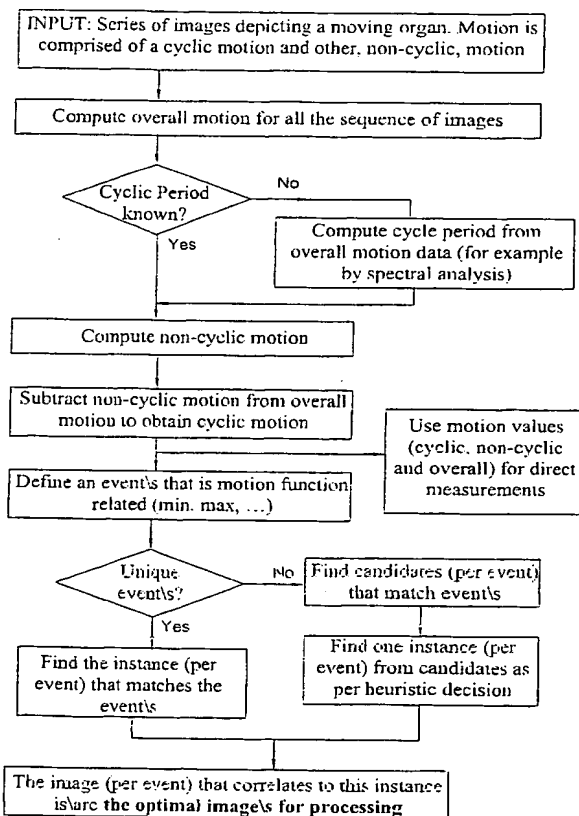 INPUT: Series of images depicting a moving organ. Motion is
comprised of a cyclic motion and other, non-cyclic, motion
Compute overall motion for all the sequence of images
Cyclic Period
known?
No
Yes
Compute cycle period from
overall motion data (for example
by spectral analysis)
Compute non-cyclic motion
Subtract non-cyclic motion from overall
motion to obtain cyclic motion
Use motion values
(cyclic, non-cyclic
and overall) for direct
measurements
Define an event\s that is motion function
related (min. max, ...)
Unique
event\s?
No
Yes
Find candidates (per event)
that match event\s
Find the instance (per
event) that matches the
event\s
Find one instance (per
event) from candidates as
per heuristic decision
The image (per event) that correlates to this instance
is\are the optimal image\s for processing